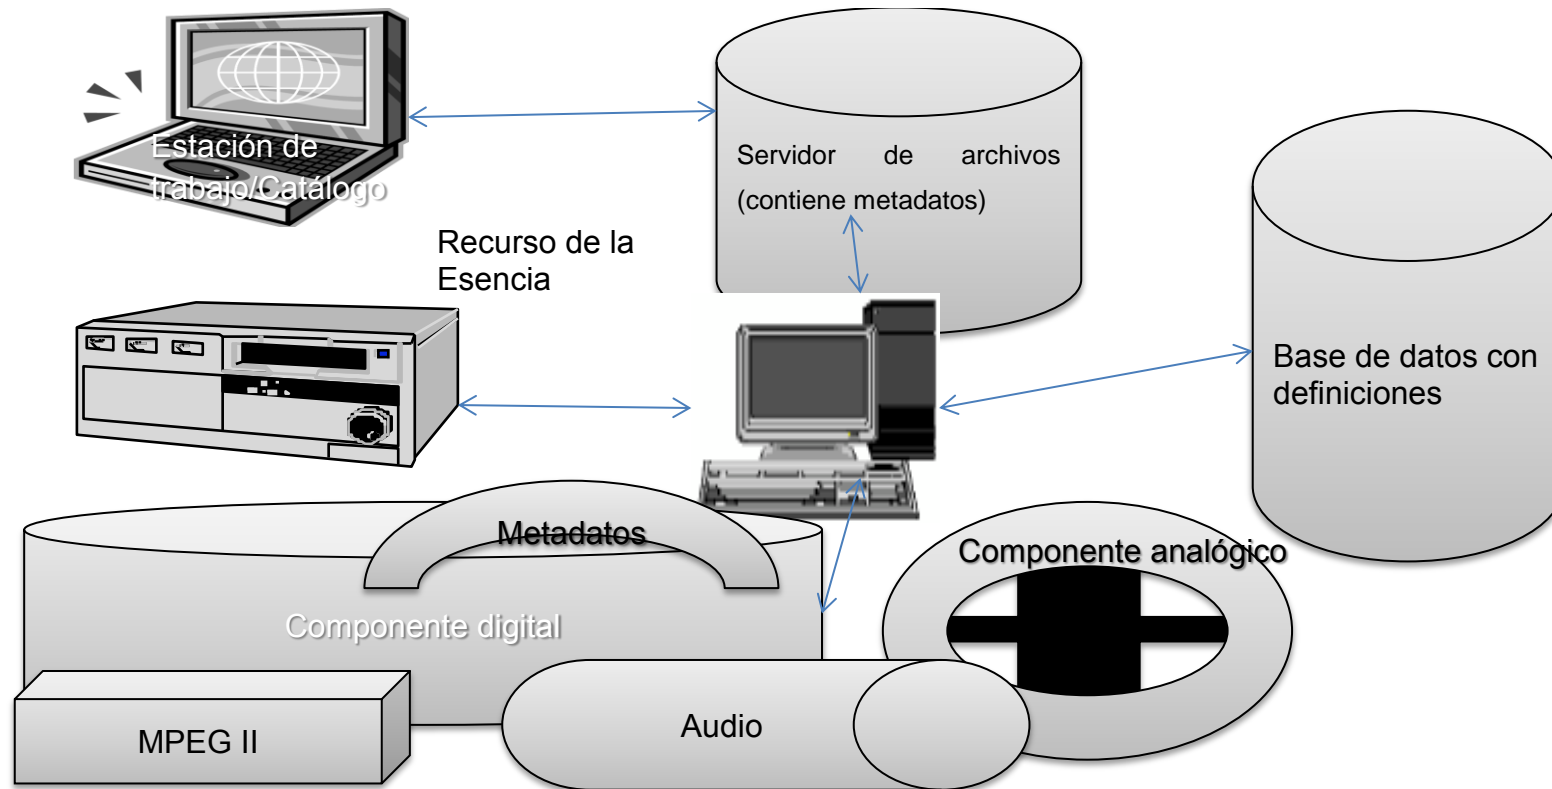 Estación de
trabajo/Catálogo
Servidor de archivos
(contiene metadatos)
Recurso de la
Esencia
Base de datos con
definiciones
Metadatos
Componente analógico
Componente digital
MPEG II
Audio